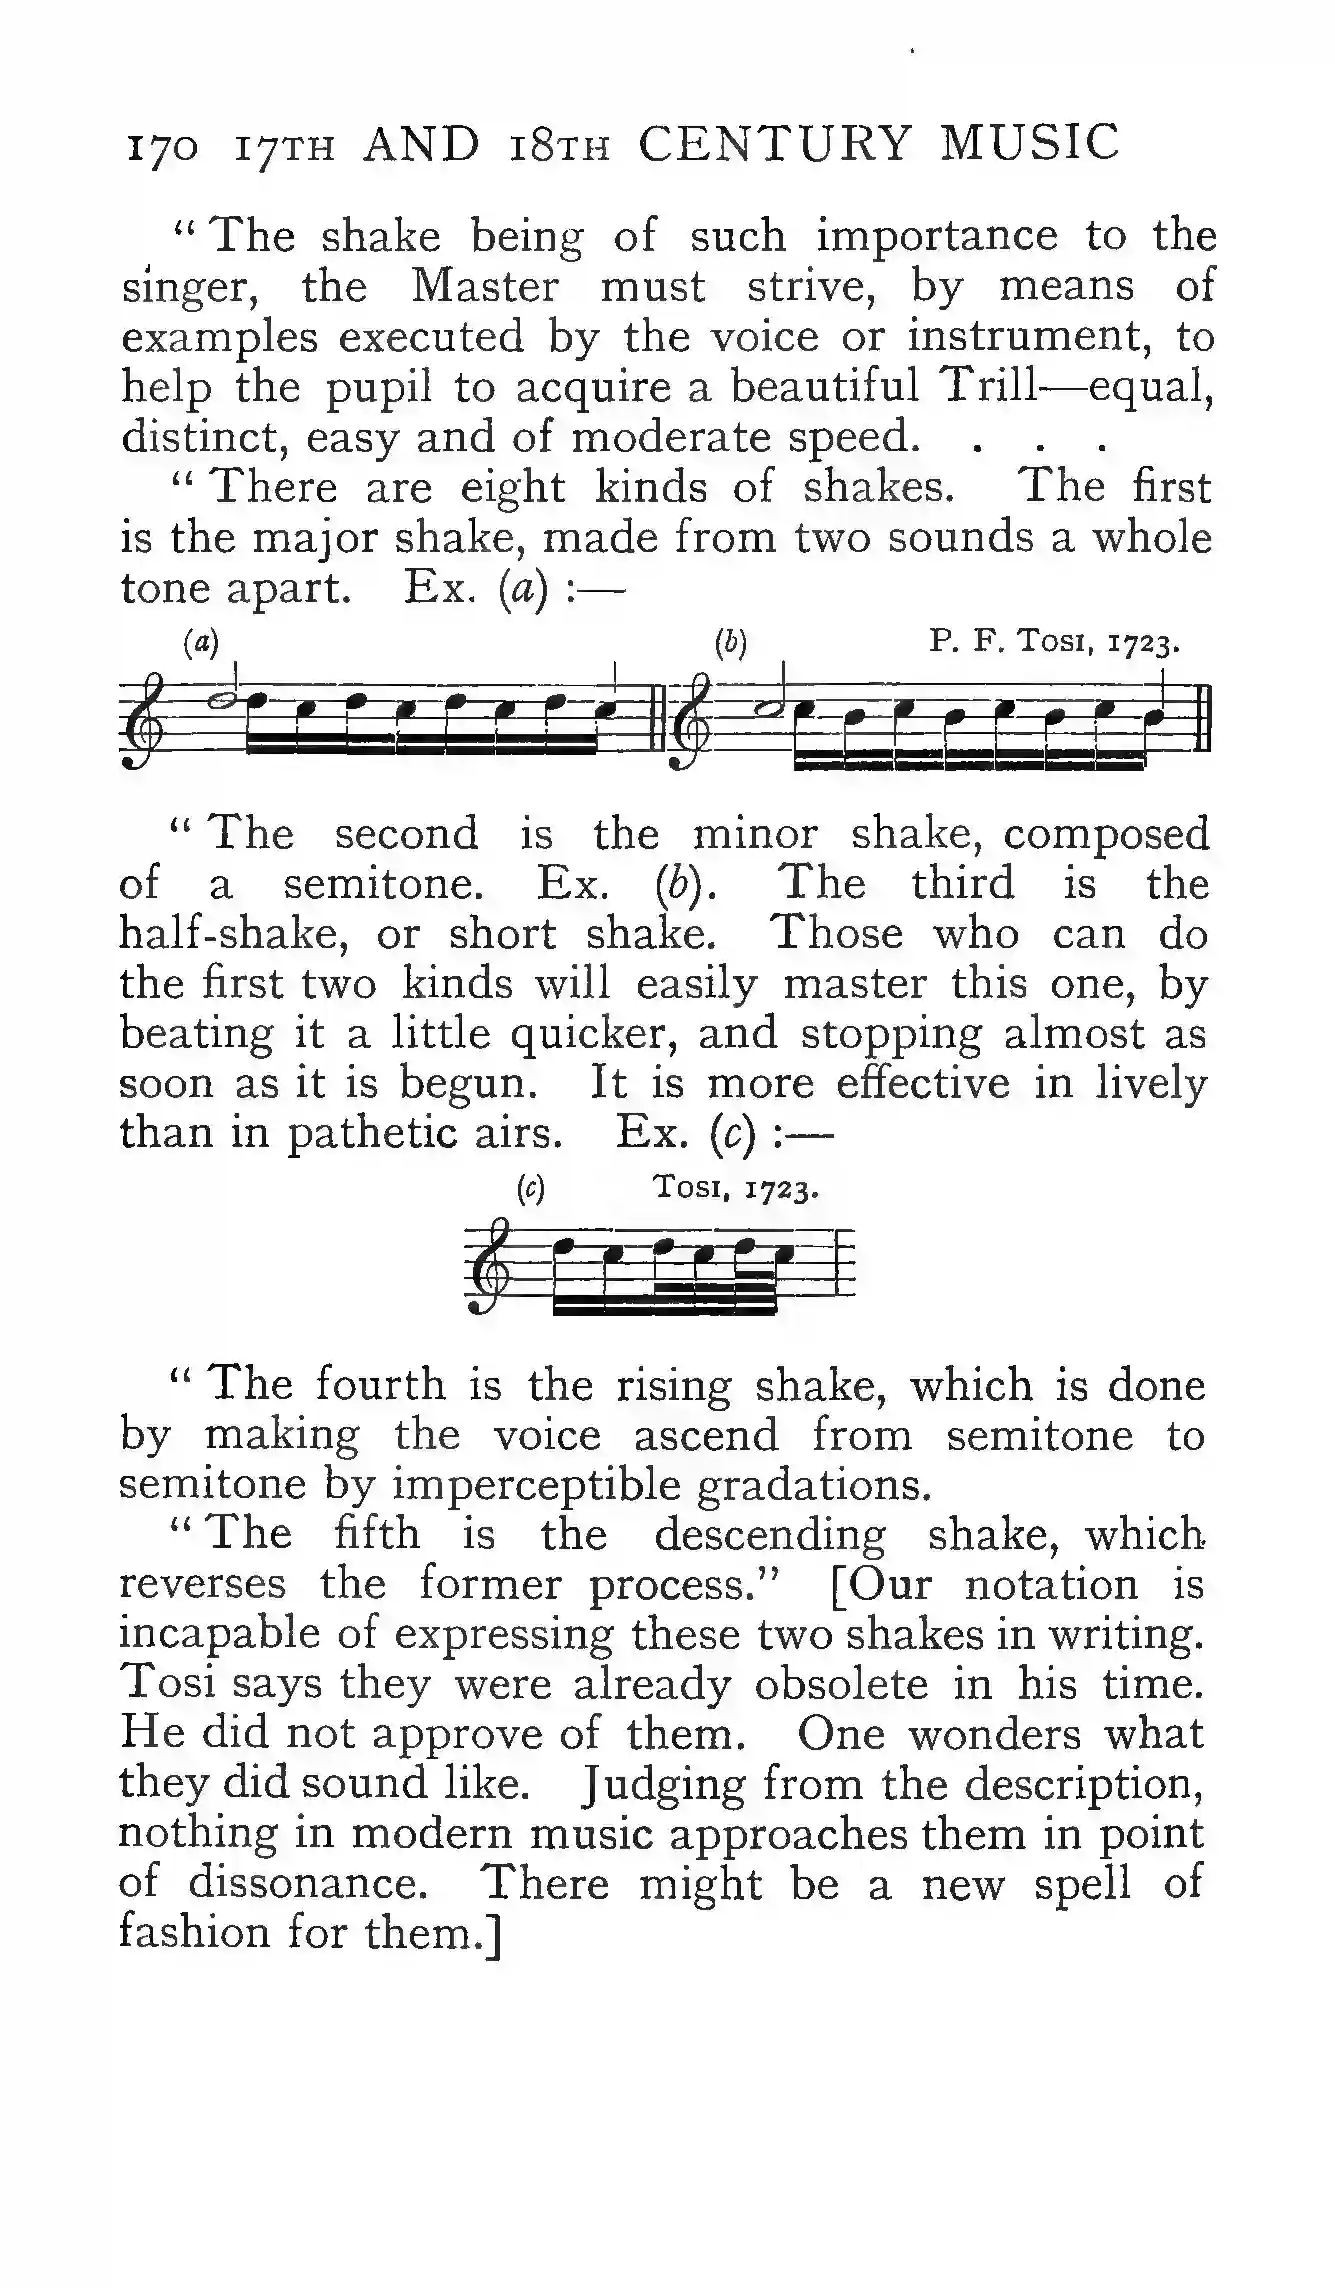 170 17TH AND 18TH CENTURY MUSIC
“ The shake being of such importance to the
singer, the Master must strive, by means of
examples executed by the voice or instrument, to
help the pupil to acquire a beautiful Trill—equal,
distinct, easy and of moderate speed. . . .
“ There are eight kinds of shakes. The first
is the major shake, made from two sounds a whole
tone apart. Ex. (a) :—
(a) (b) P. F. TOSI, 1723.
“ The second is the minor shake, composed
of a semitone. Ex. (b). The third is the
half-shake, or short shake. Those who can do
the first two kinds will easily master this one, by
beating it a little quicker, and stopping almost as
soon as it is begun. It is more effective in lively
than in pathetic airs. Ex. (c) :—
(c) TOSI, 1723.
“ The fourth is the rising shake, which is done
by making the voice ascend from semitone to
semitone by imperceptible gradations.
“ The fifth is the descending shake, which
reverses the former process.” [Our notation is
incapable of expressing these two shakes in writing.
Tosi says they were already obsolete in his time.
He did not approve of them. One wonders what
they did sound like. Judging from the description,
nothing in modern music approaches them in point
of dissonance. There might be a new spell of
fashion for them.]